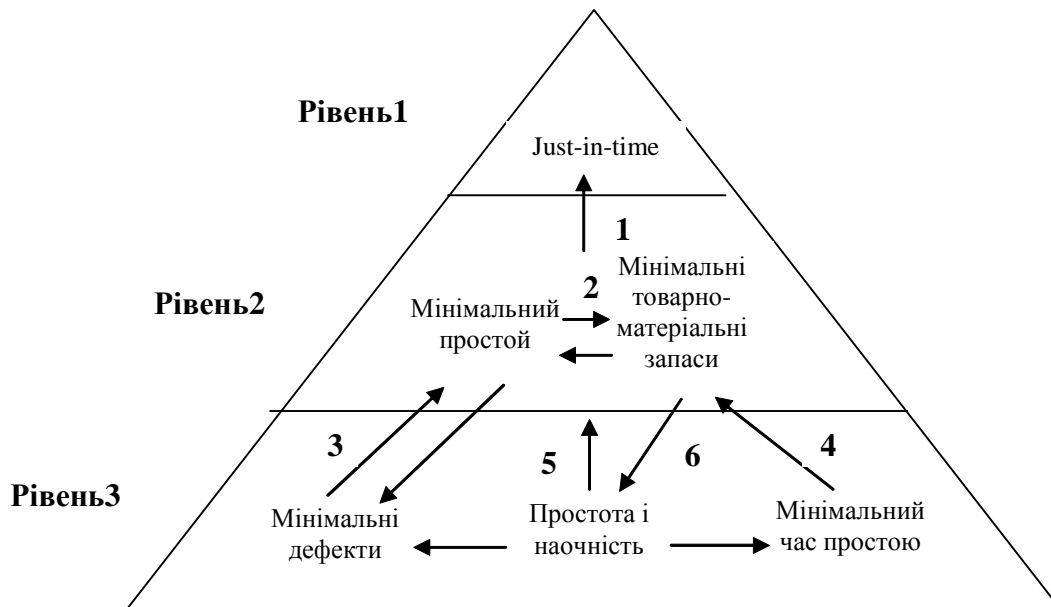 Рівень1
Just-in-time
1
Рівень2
2
Мінімальний
простой
Мінімальні
товарно-
матеріальні
запаси
3
5
6
4
Рівень3
Мінімальні
дефекти
Простота і
наочність
Мінімальний
час простою